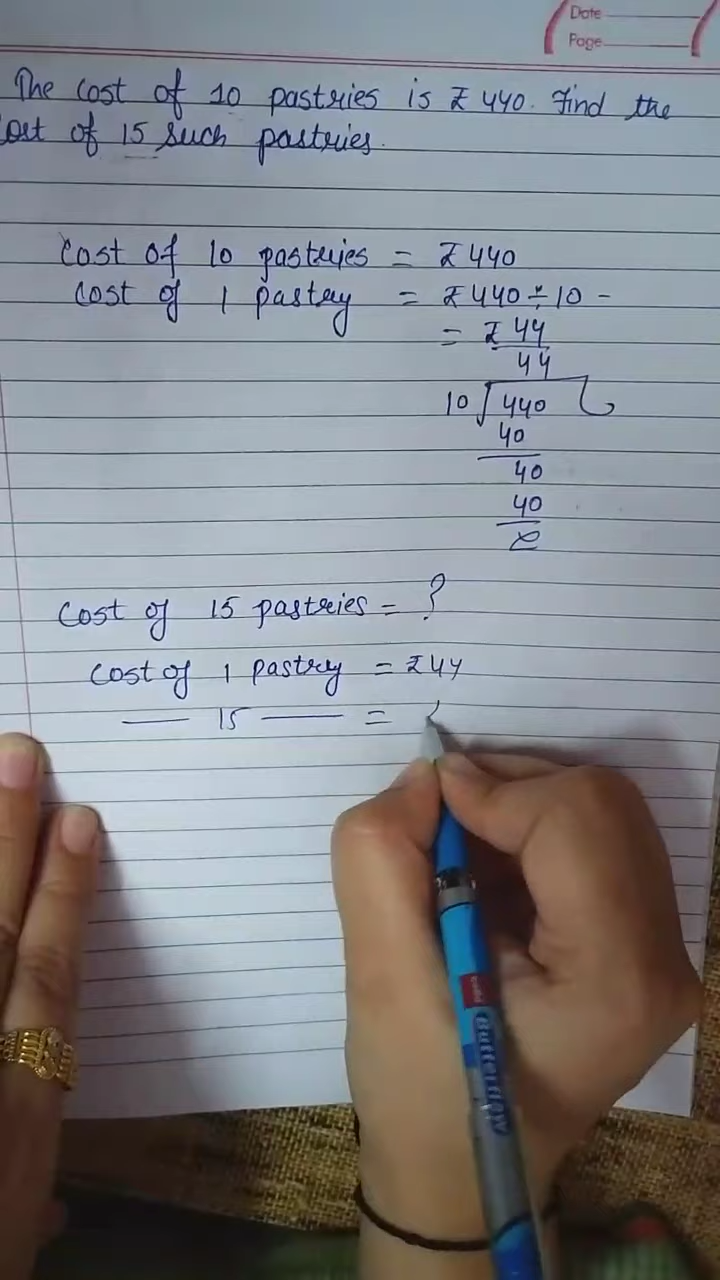 Date
Page
The cost of 10 pastries is ₹ 440. Find the
cost of 15 such pastries.
Cost of 10 pastries = ₹ 440
Cost of 1 pastry = ₹ 440 ÷ 10 -
= ₹ 44
44
10 440
40
40
40
0
Cost of 15 pastries = ?
Cost of 1 pastry = ₹ 44
— 15 — =
Butterflow